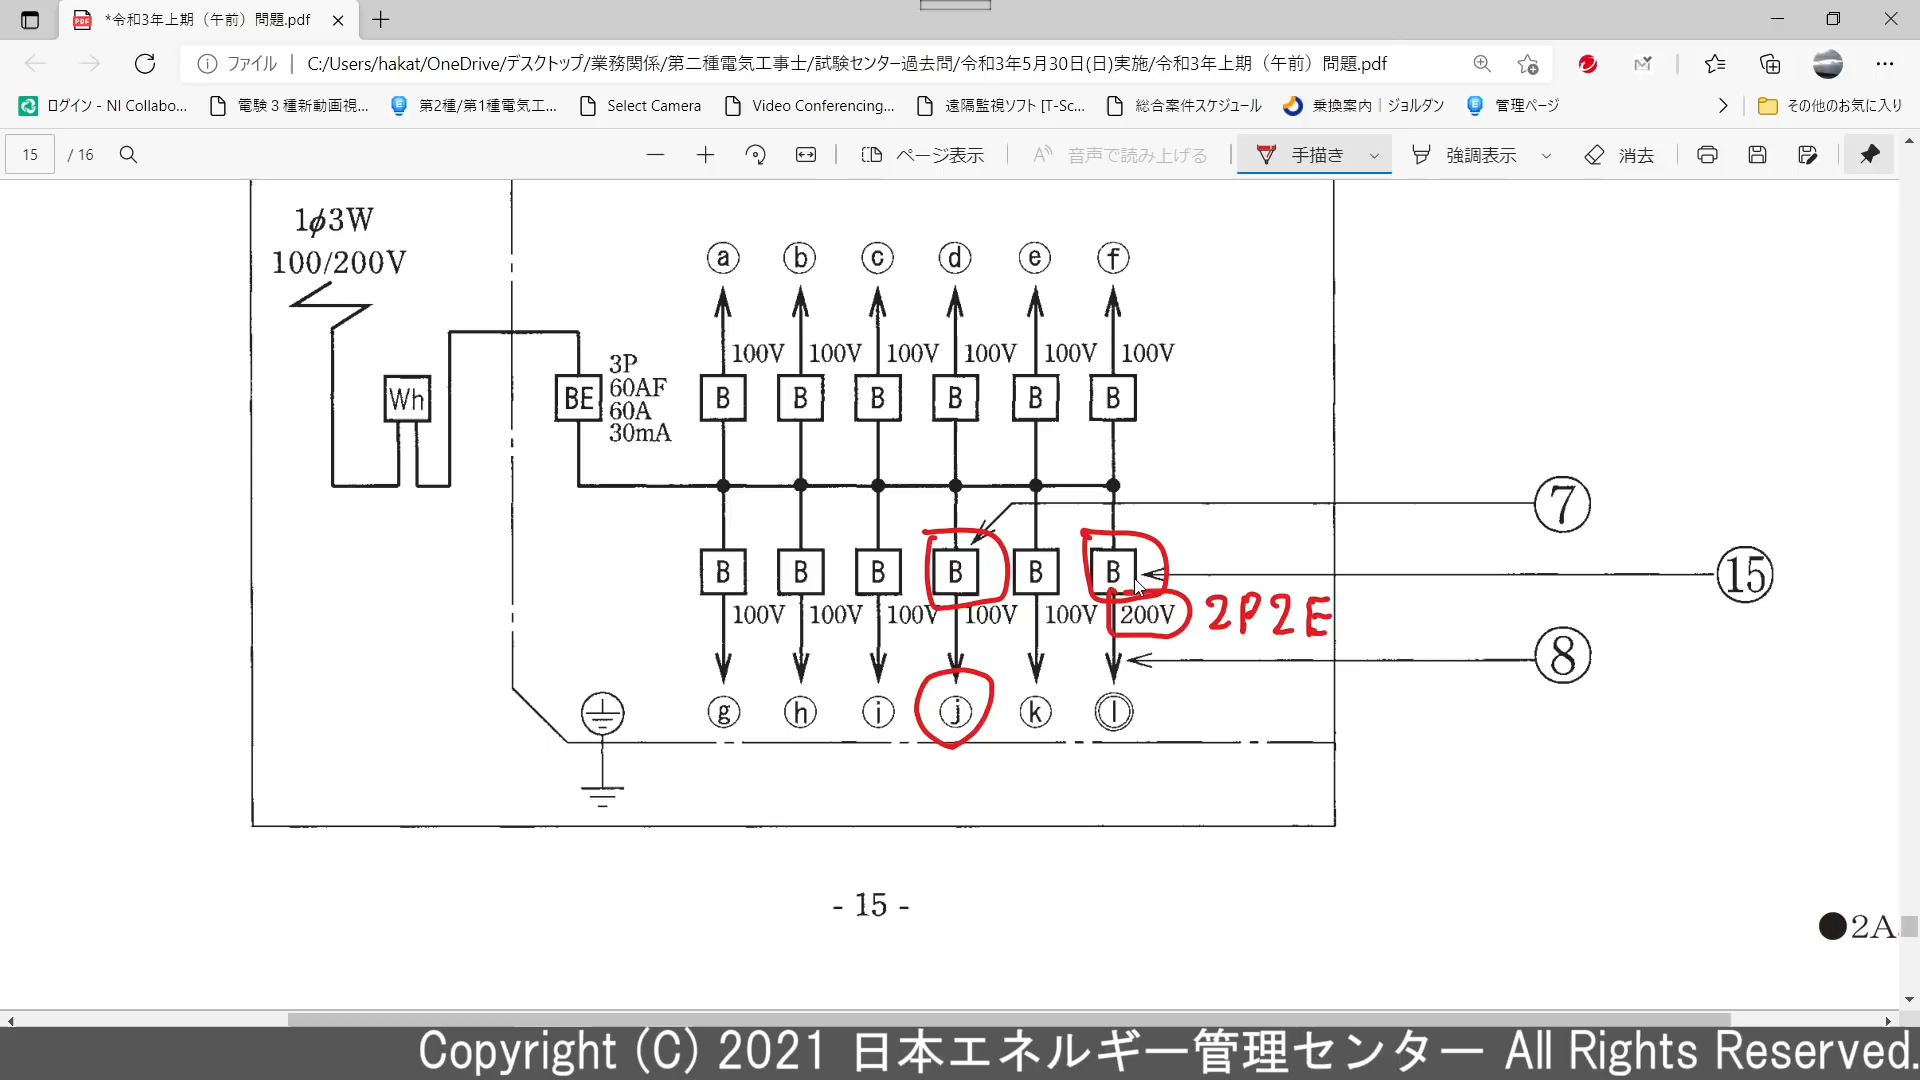 *令和3年上期（午前）問題.pdf
ファイル | C:/Users/hakat/OneDrive/デスクトップ/業務関係/第二種電気工事士/試験センター過去問/令和3年5月30日(日)実施/令和3年上期（午前）問題.pdf
ログイン - NI Collabo... 電験３種新動画視... 第2種/第1種電気工... Select Camera Video Conferencing... 遠隔監視ソフト [T-Sc... 総合案件スケジュール 乗換案内｜ジョルダン 管理ページ その他のお気に入り
15 / 16 ページ表示 音声で読み上げる 手描き 強調表示 消去
1φ3W
100/200V
ⓐ ⓑ ⓒ ⓓ ⓔ ⓕ
100V 100V 100V 100V 100V 100V
Wh BE 3P
60AF
60A
30mA
B B B B B B
⑦
B B B B B B
⑮
100V 100V 100V 100V 100V 200V 2P2E
⑧
ⓖ ⓗ ⓘ ⓙ ⓚ ⓛ
- 15 -
●2A
Copyright (C) 2021 日本エネルギー管理センター All Rights Reserved.